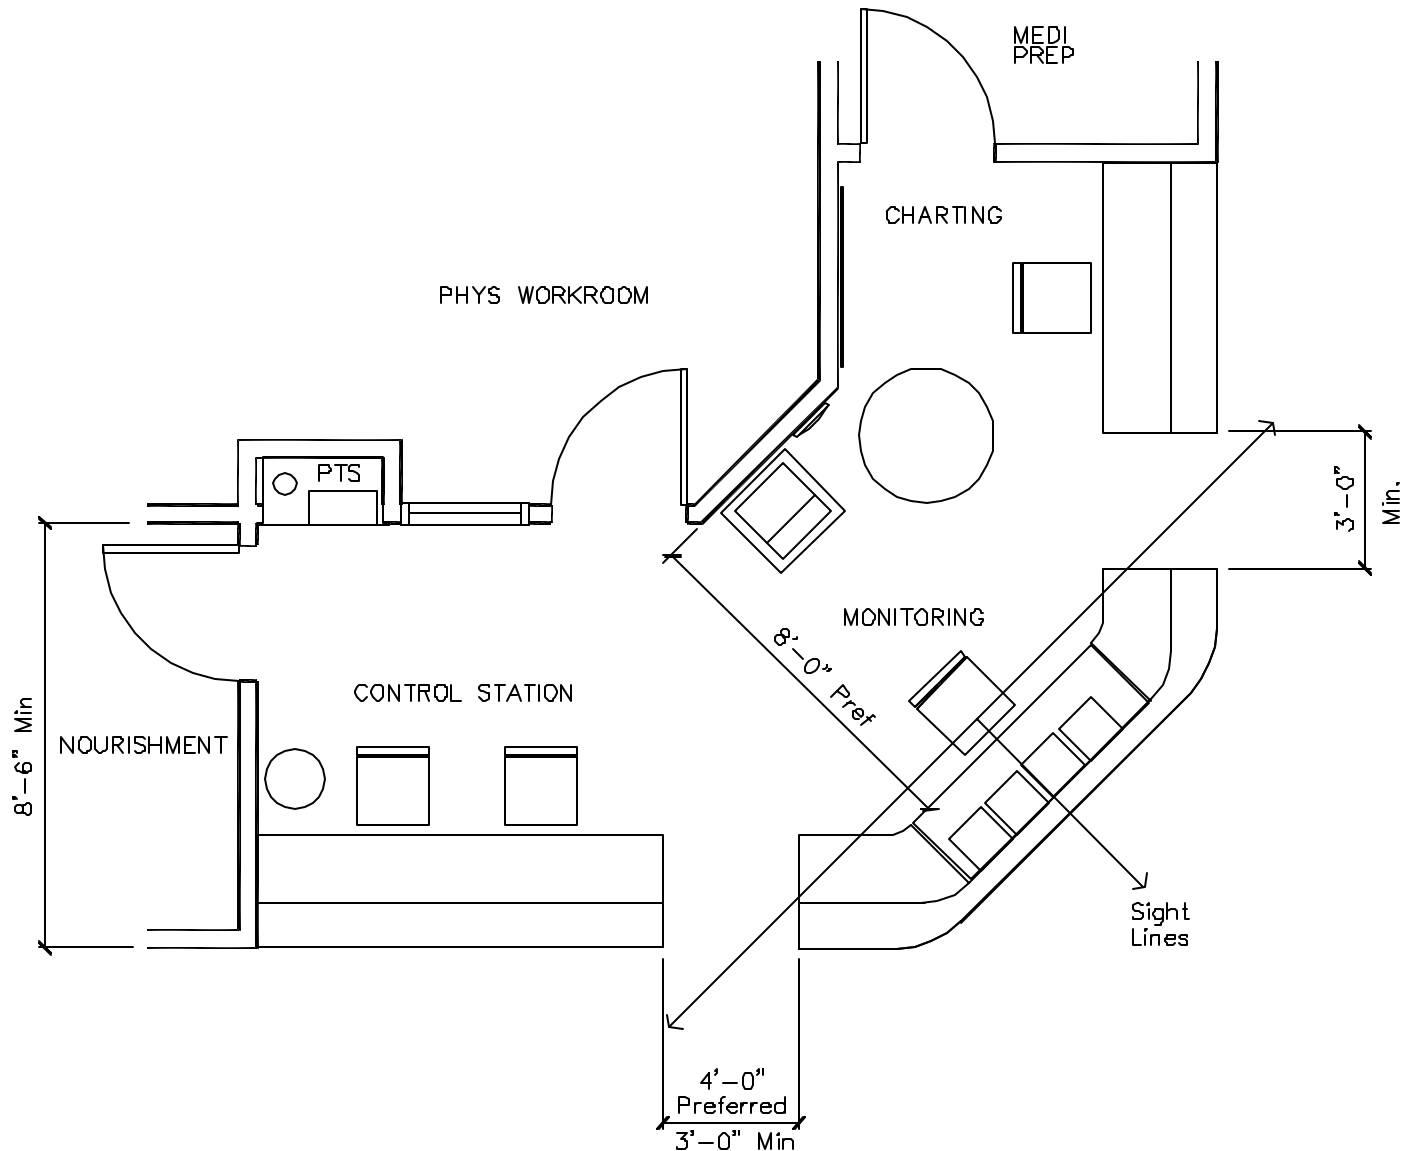 MEDI
PREP
CHARTING
PHYS WORKROOM
PTS
3'-0"
Min.
MONITORING
8'-0" Pref
CONTROL STATION
NOURISHMENT
8'-6" Min
Sight
Lines
4'-0"
Preferred
3'-0" Min